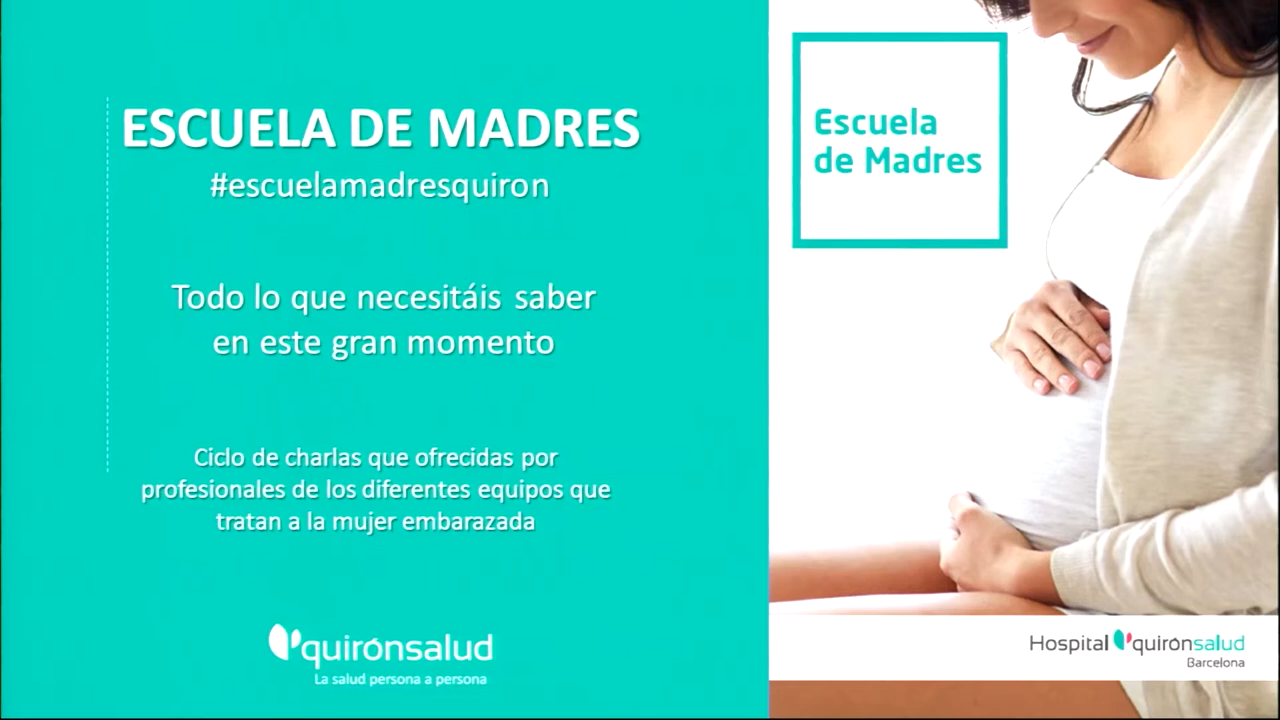 ESCUELA DE MADRES
#escuelamadresquiron
Todo lo que necesitáis saber
en este gran momento
Ciclo de charlas que ofrecidas por
profesionales de los diferentes equipos que
tratan a la mujer embarazada
quirónsalud
La salud persona a persona
Escuela
de Madres
Hospital quirónsalud
Barcelona